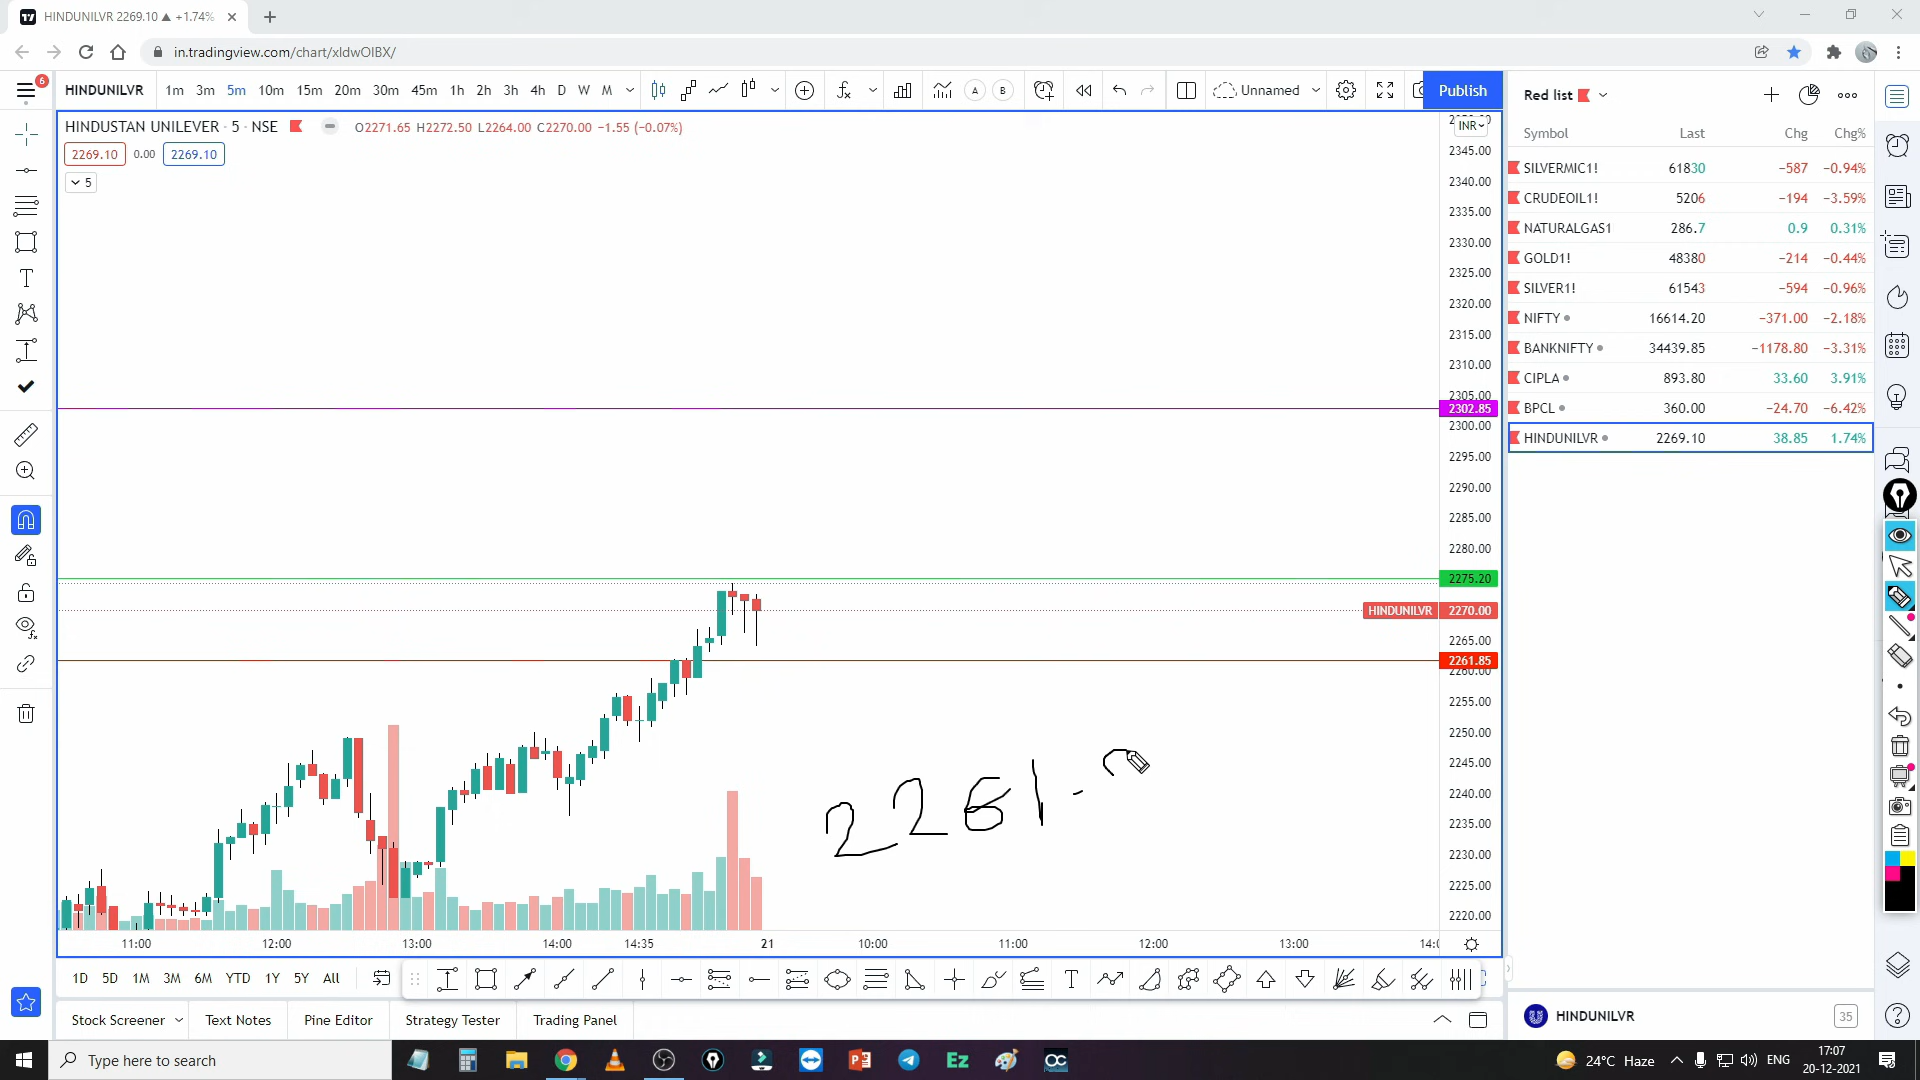 HINDUNILVR 2269.10 ▲ +1.74%
in.tradingview.com/chart/xIdwOIBX/
6
HINDUNILVR 1m 3m 5m 10m 15m 20m 30m 45m 1h 2h 3h 4h D W M A B Unnamed Publish
Red list
HINDUSTAN UNILEVER · 5 · NSE O2271.65 H2272.50 L2264.00 C2270.00 −1.55 (−0.07%)
INR
2269.10 0.00 2269.10
5
Symbol Last Chg Chg%
SILVERMIC1! 61830 −587 −0.94%
CRUDEOIL1! 5206 −194 −3.59%
NATURALGAS1 286.7 0.9 0.31%
GOLD1! 48380 −214 −0.44%
SILVER1! 61543 −594 −0.96%
NIFTY 16614.20 −371.00 −2.18%
BANKNIFTY 34439.85 −1178.80 −3.31%
CIPLA 893.80 33.60 3.91%
BPCL 360.00 −24.70 −6.42%
HINDUNILVR 2269.10 38.85 1.74%
2345.00
2340.00
2335.00
2330.00
2325.00
2320.00
2315.00
2310.00
2305.00
2302.85
2300.00
2295.00
2290.00
2285.00
2280.00
2275.20
HINDUNILVR 2270.00
2265.00
2261.85
2260.00
2255.00
2250.00
2245.00
2240.00
2235.00
2230.00
2225.00
2220.00
2261.
11:00 12:00 13:00 14:00 14:35 21 10:00 11:00 12:00 13:00
1D 5D 1M 3M 6M YTD 1Y 5Y All
Stock Screener Text Notes Pine Editor Strategy Tester Trading Panel
HINDUNILVR 35
Type here to search
Ez
OC
24°C Haze
ENG
17:07
20-12-2021